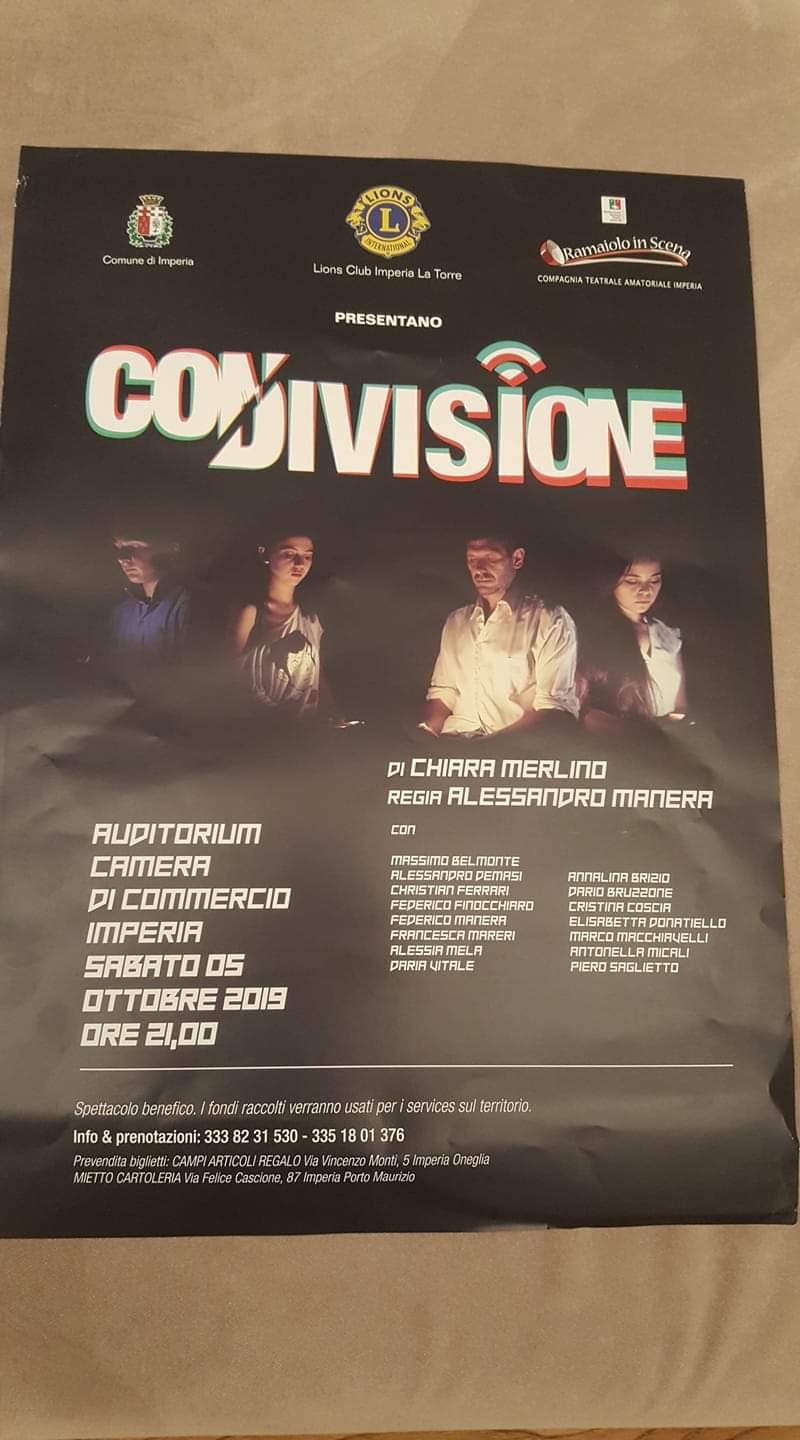 Comune di Imperia
LIONS
L
INTERNATIONAL
Lions Club Imperia La Torre
Ramaiolo in Scena
COMPAGNIA TEATRALE AMATORIALE IMPERIA
PRESENTANO
CONDIVISIONE
DI CHIARA MERLINO
REGIA ALESSANDRO MANERA
CON
MASSIMO BELMONTE
ALESSANDRO DEMASI
CHRISTIAN FERRARI
FEDERICO FINOCCHIARO
FEDERICO MANERA
FRANCESCA MARERI
ALESSIA MELA
DARIA VITALE
ANNALINA BRIZIO
DARIO BRUZZONE
CRISTINA COSCIA
ELISABETTA DONATIELLO
MARCO MACCHIAVELLI
ANTONELLA MICALI
PIERO SAGLIETTO
AUDITORIUM
CAMERA
DI COMMERCIO
IMPERIA
SABATO 05
OTTOBRE 2019
ORE 21,00
Spettacolo benefico. I fondi raccolti verranno usati per i services sul territorio.
Info & prenotazioni: 333 82 31 530 - 335 18 01 376
Prevendita biglietti: CAMPI ARTICOLI REGALO Via Vincenzo Monti, 5 Imperia Oneglia
MIETTO CARTOLERIA Via Felice Cascione, 87 Imperia Porto Maurizio